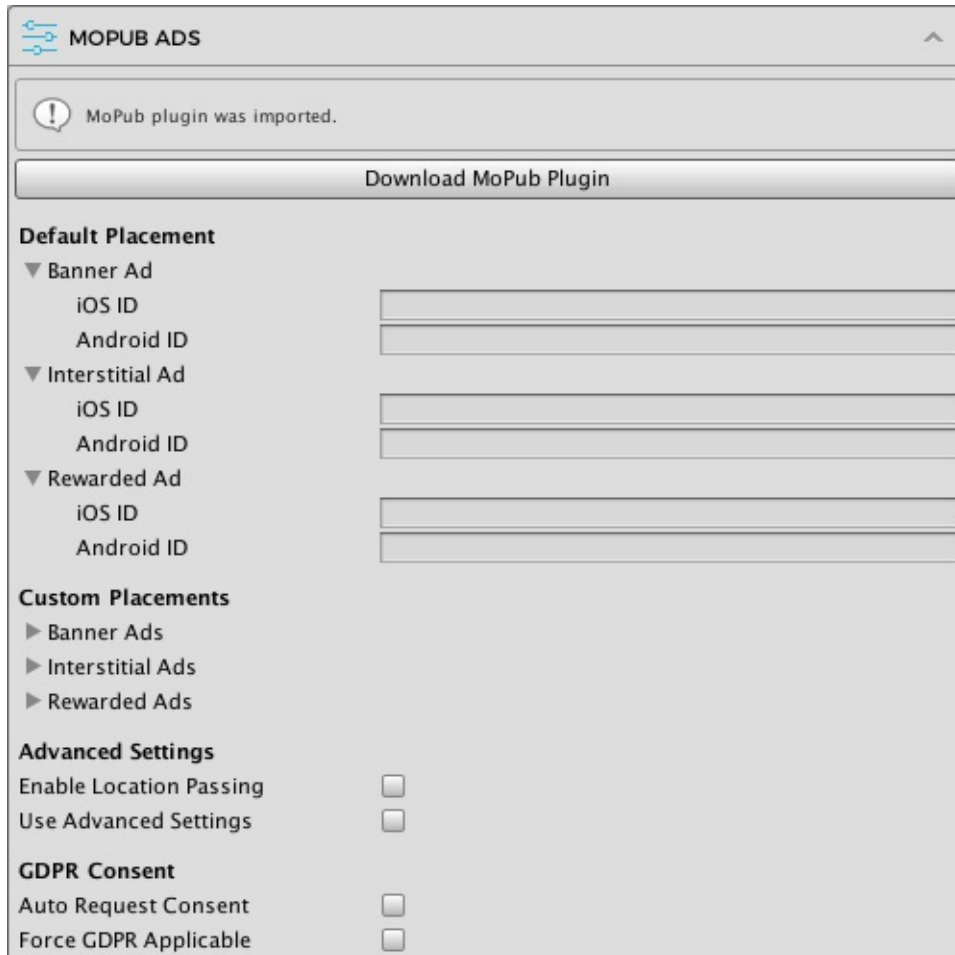 MOPUB ADS
MoPub plugin was imported.
Download MoPub Plugin
Default Placement
Banner Ad
iOS ID
Android ID
Interstitial Ad
iOS ID
Android ID
Rewarded Ad
iOS ID
Android ID
Custom Placements
Banner Ads
Interstitial Ads
Rewarded Ads
Advanced Settings
Enable Location Passing
Use Advanced Settings
GDPR Consent
Auto Request Consent
Force GDPR Applicable